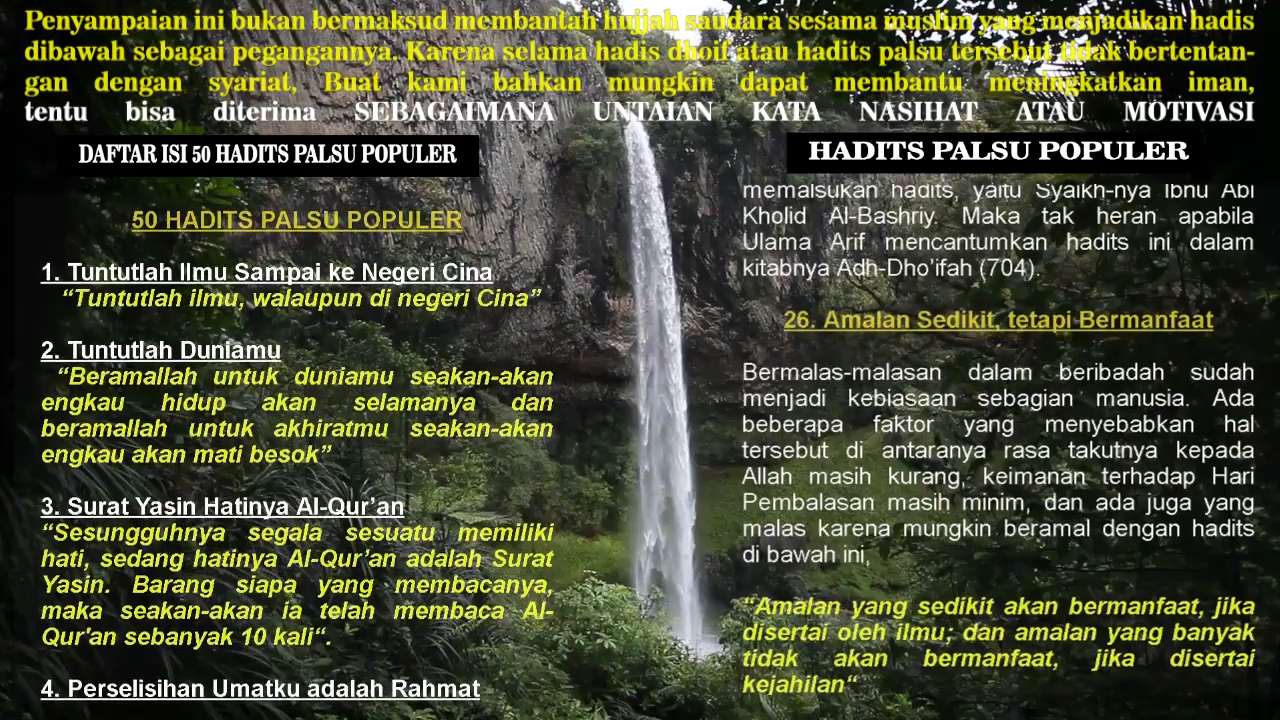 Penyampaian ini bukan bermaksud membantah hujjah saudara sesama muslim yang menjadikan hadis
dibawah sebagai pegangannya. Karena selama hadis dhoif atau hadits palsu tersebut tidak bertentan-
gan dengan syariat, Buat kami bahkan mungkin dapat membantu meningkatkan iman,
tentu bisa diterima SEBAGAIMANA UNTAIAN KATA NASIHAT ATAU MOTIVASI
DAFTAR ISI 50 HADITS PALSU POPULER
50 HADITS PALSU POPULER
1. Tuntutlah Ilmu Sampai ke Negeri Cina
“Tuntutlah ilmu, walaupun di negeri Cina”
2. Tuntutlah Duniamu
“Beramallah untuk duniamu seakan-akan
engkau hidup akan selamanya dan
beramallah untuk akhiratmu seakan-akan
engkau akan mati besok”
3. Surat Yasin Hatinya Al-Qur’an
“Sesungguhnya segala sesuatu memiliki
hati, sedang hatinya Al-Qur’an adalah Surat
Yasin. Barang siapa yang membacanya,
maka seakan-akan ia telah membaca Al-
Qur'an sebanyak 10 kali“.
4. Perselisihan Umatku adalah Rahmat
HADITS PALSU POPULER
memalsukan hadits, yaitu Syaikh-nya Ibnu Abi
Kholid Al-Bashriy. Maka tak heran apabila
Ulama Arif mencantumkan hadits ini dalam
kitabnya Adh-Dho’ifah (704).
26. Amalan Sedikit, tetapi Bermanfaat
Bermalas-malasan dalam beribadah sudah
menjadi kebiasaan sebagian manusia. Ada
beberapa faktor yang menyebabkan hal
tersebut di antaranya rasa takutnya kepada
Allah masih kurang, keimanan terhadap Hari
Pembalasan masih minim, dan ada juga yang
malas karena mungkin beramal dengan hadits
di bawah ini,
“Amalan yang sedikit akan bermanfaat, jika
disertai oleh ilmu; dan amalan yang banyak
tidak akan bermanfaat, jika disertai
kejahilan“